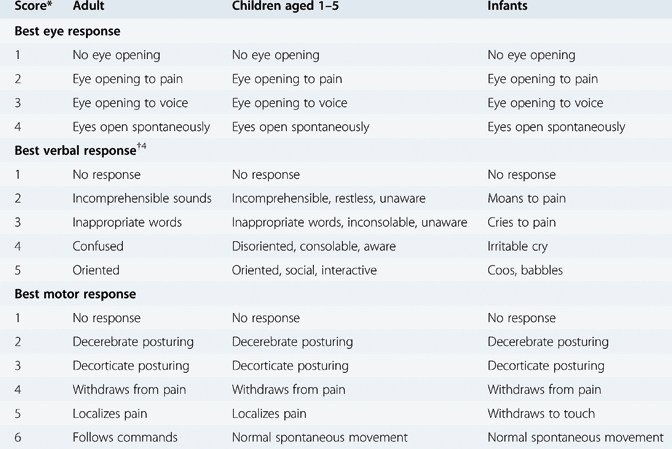 Score* Adult Children aged 1–5 Infants
Best eye response
1 No eye opening No eye opening No eye opening
2 Eye opening to pain Eye opening to pain Eye opening to pain
3 Eye opening to voice Eye opening to voice Eye opening to voice
4 Eyes open spontaneously Eyes open spontaneously Eyes open spontaneously
Best verbal response†4
1 No response No response No response
2 Incomprehensible sounds Incomprehensible, restless, unaware Moans to pain
3 Inappropriate words Inappropriate words, inconsolable, unaware Cries to pain
4 Confused Disoriented, consolable, aware Irritable cry
5 Oriented Oriented, social, interactive Coos, babbles
Best motor response
1 No response No response No response
2 Decerebrate posturing Decerebrate posturing Decerebrate posturing
3 Decorticate posturing Decorticate posturing Decorticate posturing
4 Withdraws from pain Withdraws from pain Withdraws from pain
5 Localizes pain Localizes pain Withdraws to touch
6 Follows commands Normal spontaneous movement Normal spontaneous movement